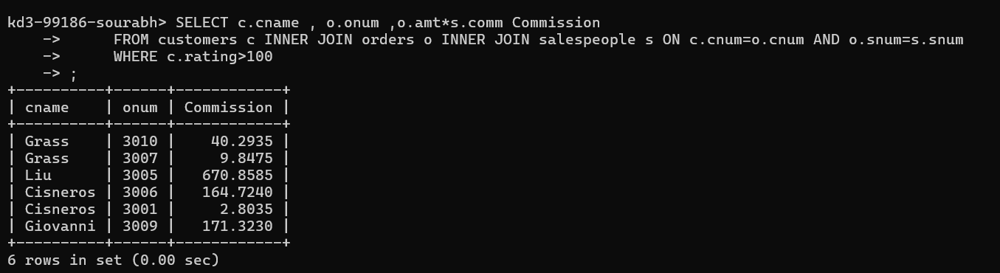 kd3-99186-sourabh> SELECT c.cname , o.onum ,o.amt*s.comm Commission
    ->      FROM customers c INNER JOIN orders o INNER JOIN salespeople s ON c.cnum=o.cnum AND o.snum=s.snum
    ->      WHERE c.rating>100
    -> ;
+----------+------+------------+
| cname    | onum | Commission |
+----------+------+------------+
| Grass    | 3010 |    40.2935 |
| Grass    | 3007 |     9.8475 |
| Liu      | 3005 |   670.8585 |
| Cisneros | 3006 |   164.7240 |
| Cisneros | 3001 |     2.8035 |
| Giovanni | 3009 |   171.3230 |
+----------+------+------------+
6 rows in set (0.00 sec)